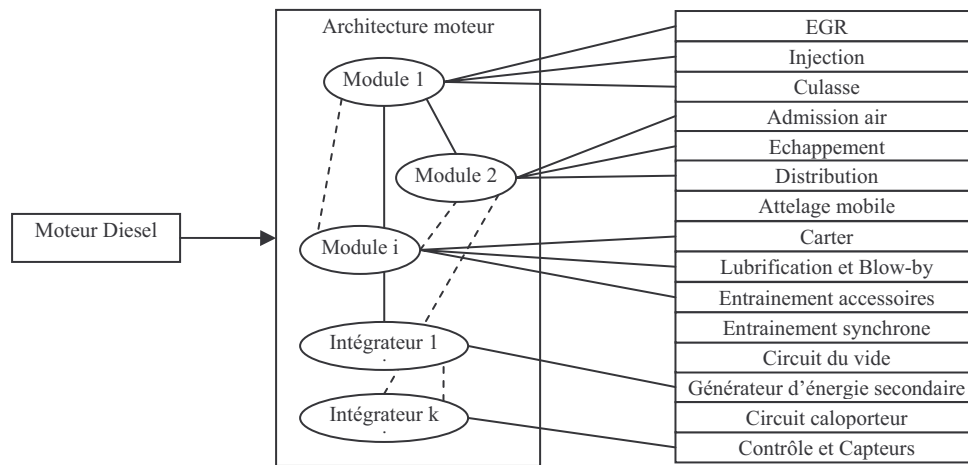 Moteur Diesel
Architecture moteur
Module 1
Module 2
Module i
Intégrateur 1
.
Intégrateur k
.
EGR
Injection
Culasse
Admission air
Echappement
Distribution
Attelage mobile
Carter
Lubrification et Blow-by
Entrainement accessoires
Entrainement synchrone
Circuit du vide
Générateur d’énergie secondaire
Circuit caloporteur
Contrôle et Capteurs